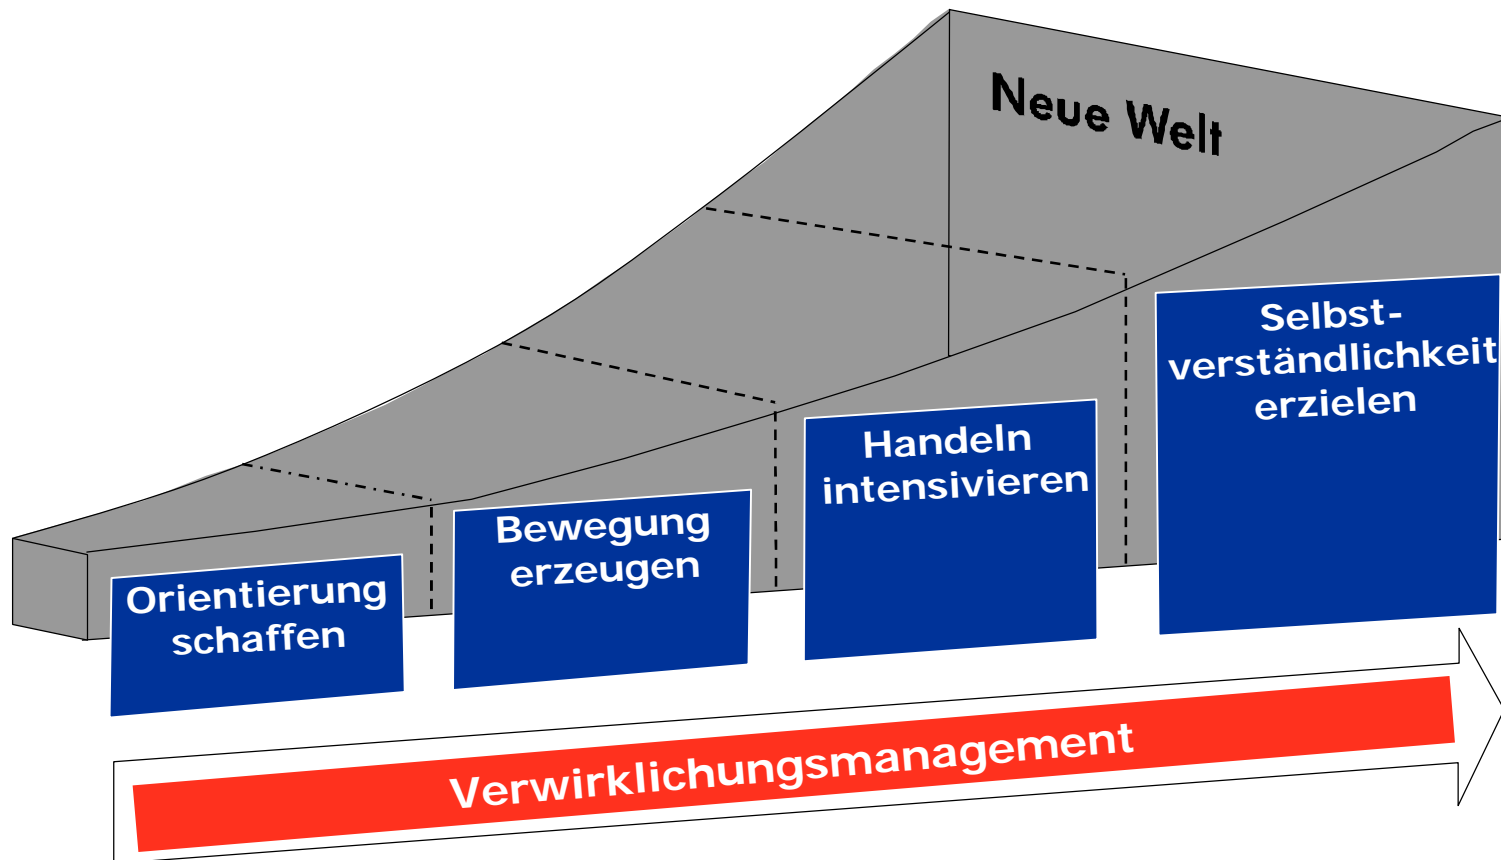 Neue Welt
Selbst-
verständlichkeit
erzielen
Handeln
intensivieren
Bewegung
erzeugen
Orientierung
schaffen
Verwirklichungsmanagement